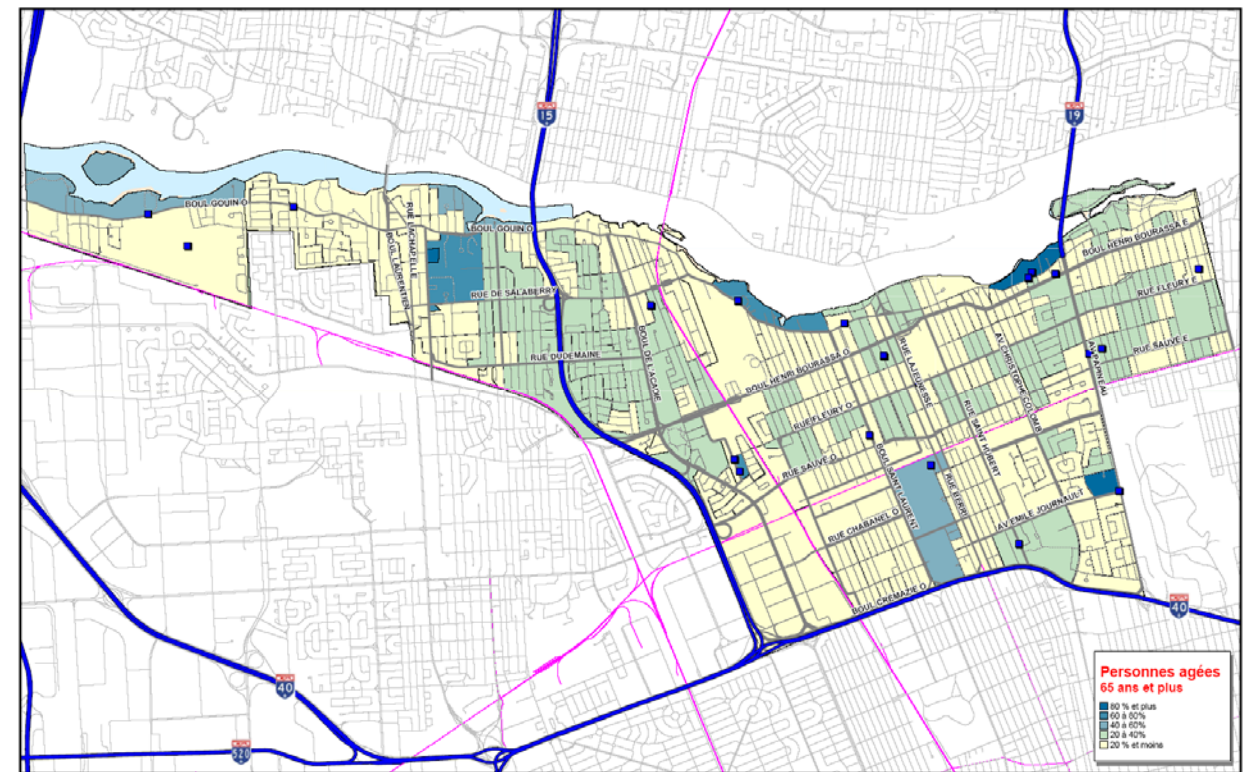 15
19
BOUL GOUIN O
RUE LACHAPELLE
BOUL LAURENTIEN
BOUL GOUIN O
BOUL HENRI BOURASSA E
RUE DE SALABERRY
RUE FLEURY E
RUE DUDEMAINE
BOUL DE L'ACADIE
RUE LAJEUNESSE
AV CHRISTOPHE COLOMB
AV PAPINEAU
RUE SAUVE E
BOUL HENRI BOURASSA O
RUE FLEURY O
RUE SAINT HUBERT
RUE SAUVE O
BOUL SAINT LAURENT
RUE BERRI
RUE CHABANEL O
AV EMILE JOURNAULT
BOUL CREMAZIE O
40
40
520
Personnes agées
65 ans et plus
80 % et plus
60 à 80%
40 à 60%
20 à 40%
20 % et moins